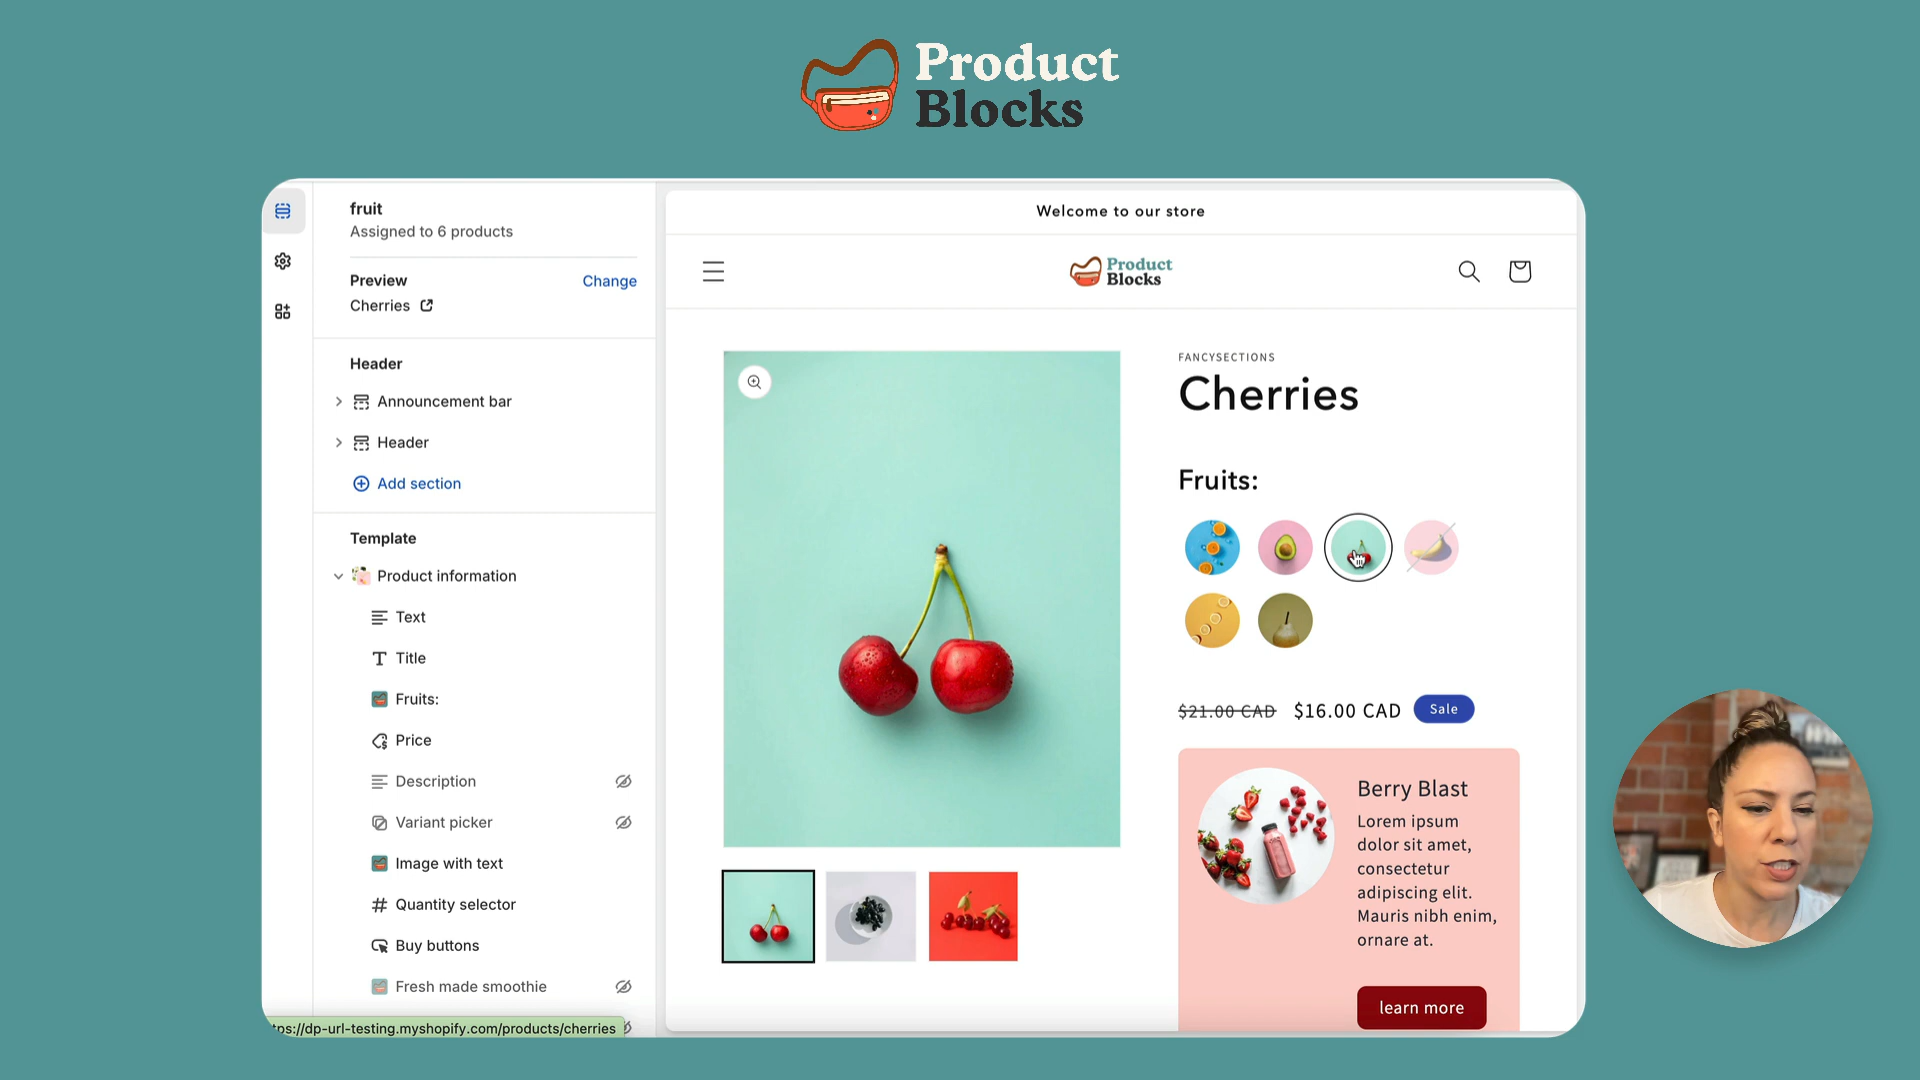 Product
Blocks
fruit
Assigned to 6 products
Preview
Change
Cherries
Header
Announcement bar
Header
Add section
Template
Product information
Text
Title
Fruits:
Price
Description
Variant picker
Image with text
Quantity selector
Buy buttons
Fresh made smoothie
tps://dp-url-testing.myshopify.com/products/cherries
Welcome to our store
Product
Blocks
FANCYSECTIONS
Cherries
Fruits:
$21.00 CAD $16.00 CAD Sale
Berry Blast
Lorem ipsum
dolor sit amet,
consectetur
adipiscing elit.
Mauris nibh enim,
ornare at.
learn more